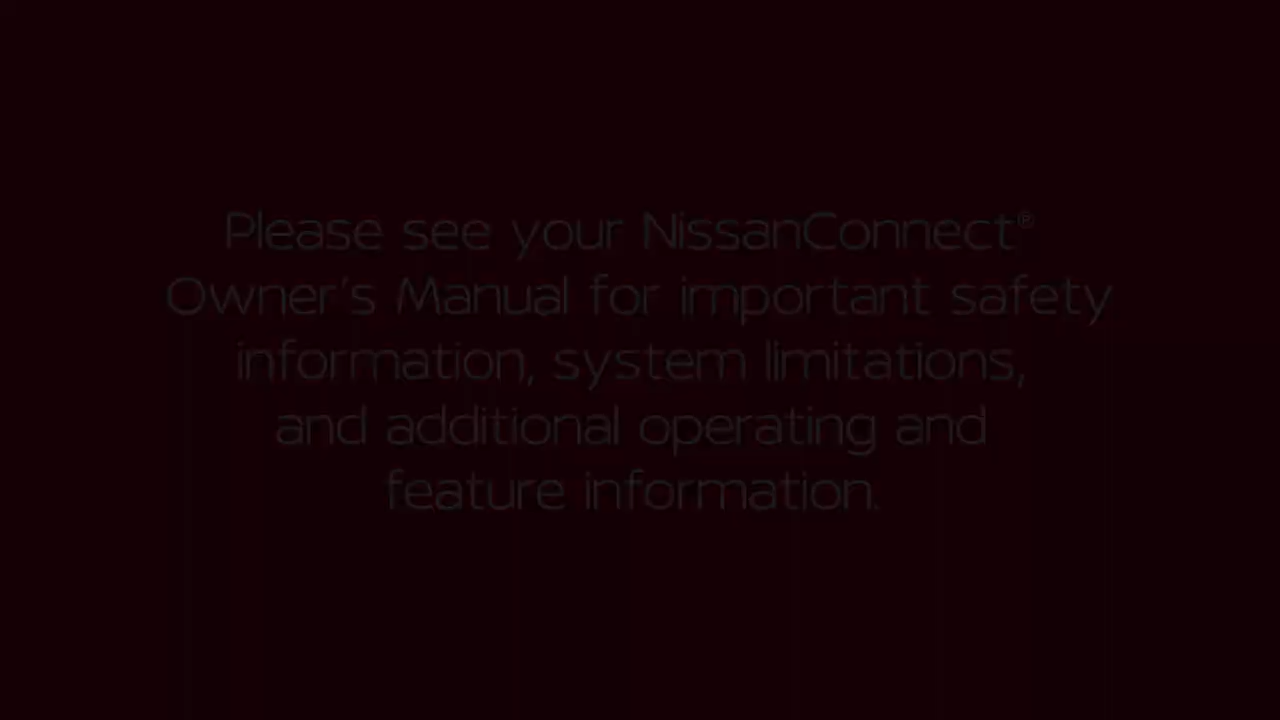 Please see your NissanConnect®
Owner's Manual for important safety
information, system limitations,
and additional operating and
feature information.